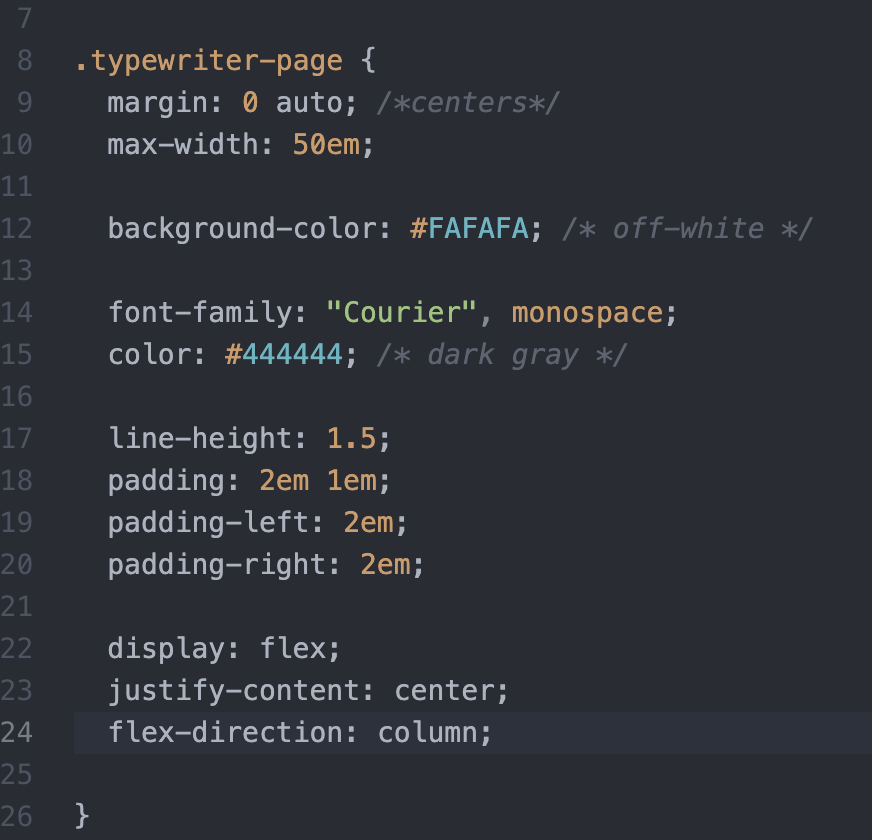 7
8 .typewriter-page {
9 margin: 0 auto; /*centers*/
10 max-width: 50em;
11
12 background-color: #FAFAFA; /* off-white */
13
14 font-family: "Courier", monospace;
15 color: #444444; /* dark gray */
16
17 line-height: 1.5;
18 padding: 2em 1em;
19 padding-left: 2em;
20 padding-right: 2em;
21
22 display: flex;
23 justify-content: center;
24 flex-direction: column;
25
26 }